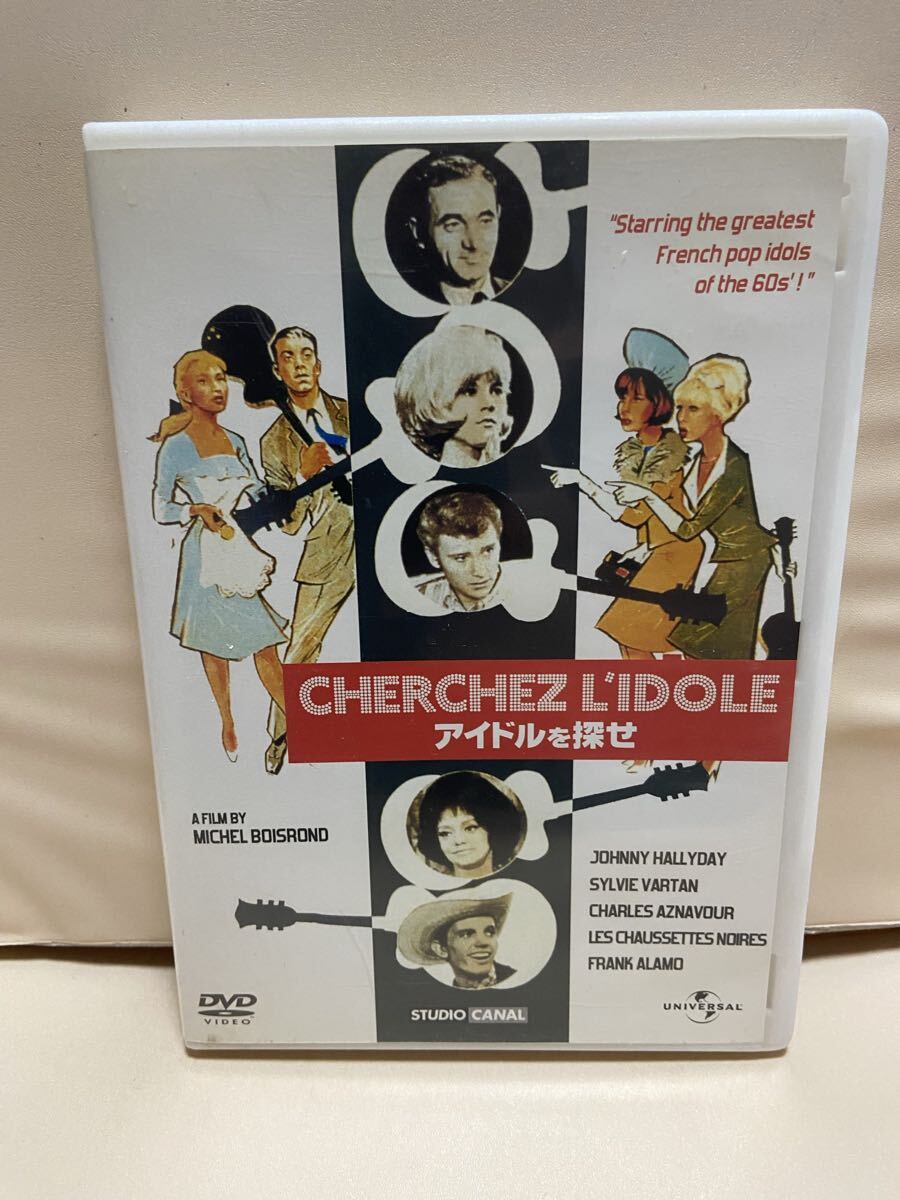 "Starring the greatest
French pop idols
of the 60s'!"
CHERCHEZ L'IDOLE
アイドルを探せ
A FILM BY
MICHEL BOISROND
JOHNNY HALLYDAY
SYLVIE VARTAN
CHARLES AZNAVOUR
LES CHAUSSETTES NOIRES
FRANK ALAMO
DVD
VIDEO
STUDIO CANAL
UNIVERSAL